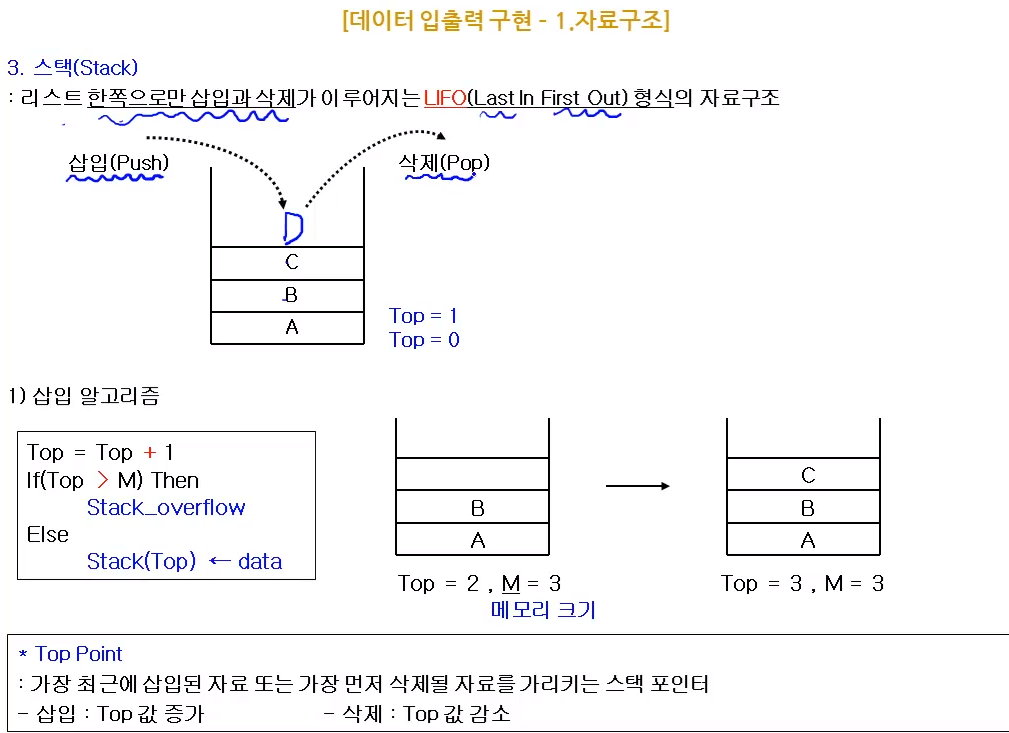 [데이터 입출력 구현 - 1.자료구조]
3. 스택(Stack)
: 리스트 한쪽으로만 삽입과 삭제가 이루어지는 LIFO(Last In First Out) 형식의 자료구조
삽입(Push)
삭제(Pop)
D
C
B
A
Top = 1
Top = 0
1) 삽입 알고리즘
Top = Top + 1
If(Top > M) Then
Stack_overflow
Else
Stack(Top) ← data
B
A
Top = 2 , M = 3
메모리 크기
C
B
A
Top = 3 , M = 3
* Top Point
: 가장 최근에 삽입된 자료 또는 가장 먼저 삭제될 자료를 가리키는 스택 포인터
- 삽입 : Top 값 증가 - 삭제 : Top 값 감소